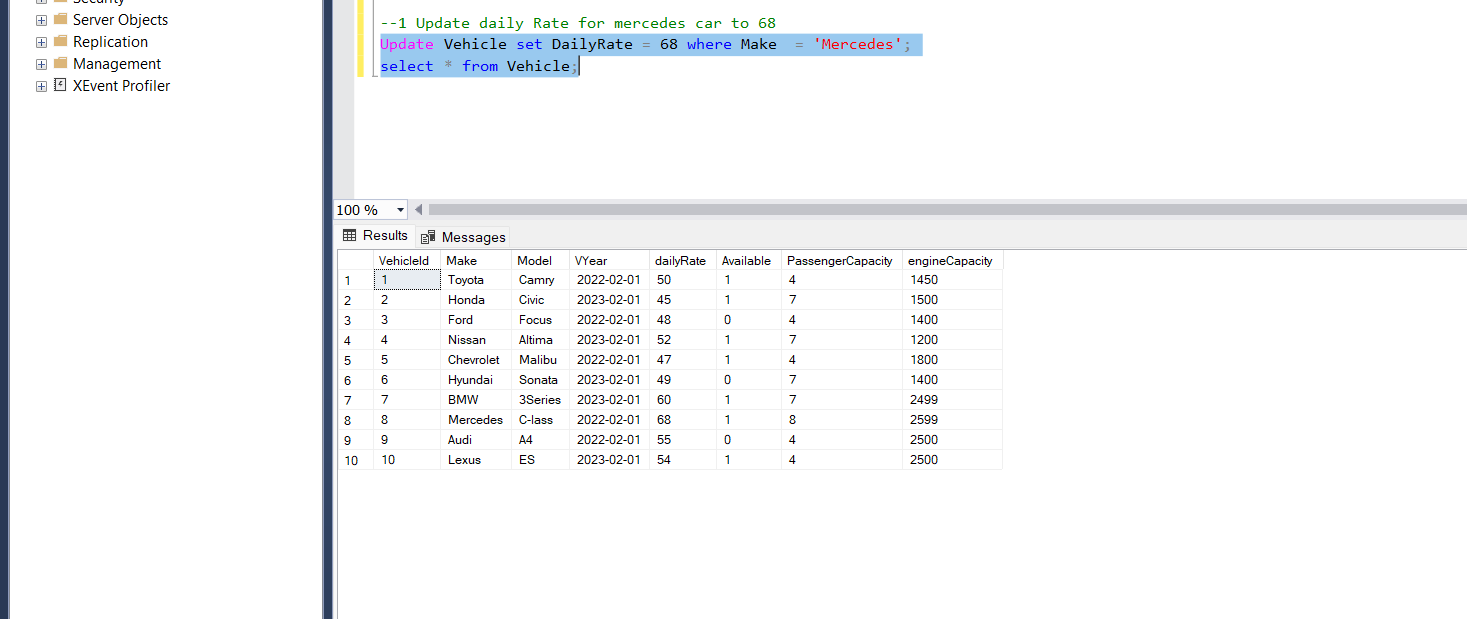 Security
Server Objects
Replication
Management
XEvent Profiler
--1 Update daily Rate for mercedes car to 68
Update Vehicle set DailyRate = 68 where Make  = 'Mercedes';
select * from Vehicle;
100 %
Results Messages
VehicleId Make Model VYear dailyRate Available PassengerCapacity engineCapacity
1 1 Toyota Camry 2022-02-01 50 1 4 1450
2 2 Honda Civic 2023-02-01 45 1 7 1500
3 3 Ford Focus 2022-02-01 48 0 4 1400
4 4 Nissan Altima 2023-02-01 52 1 7 1200
5 5 Chevrolet Malibu 2022-02-01 47 1 4 1800
6 6 Hyundai Sonata 2023-02-01 49 0 7 1400
7 7 BMW 3Series 2023-02-01 60 1 7 2499
8 8 Mercedes C-lass 2022-02-01 68 1 8 2599
9 9 Audi A4 2022-02-01 55 0 4 2500
10 10 Lexus ES 2023-02-01 54 1 4 2500